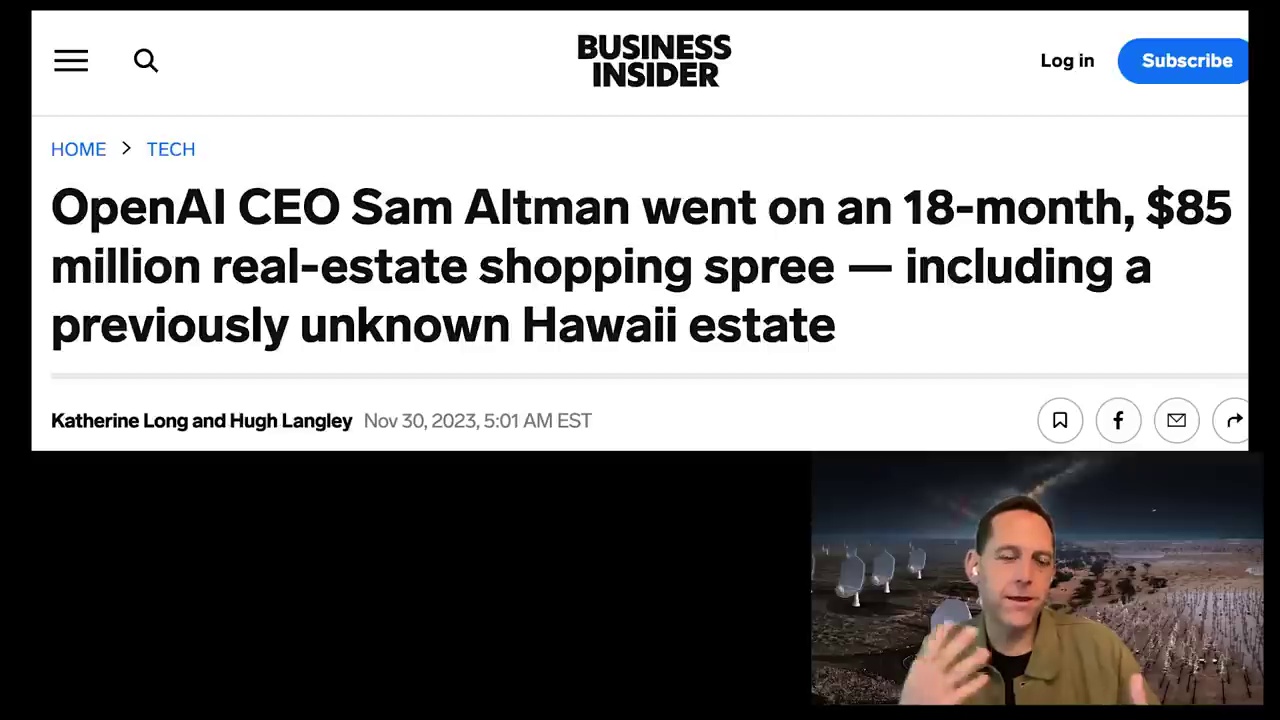 BUSINESS
INSIDER
Log in
Subscribe
HOME > TECH
OpenAI CEO Sam Altman went on an 18-month, $85
million real-estate shopping spree — including a
previously unknown Hawaii estate
Katherine Long and Hugh Langley Nov 30, 2023, 5:01 AM EST